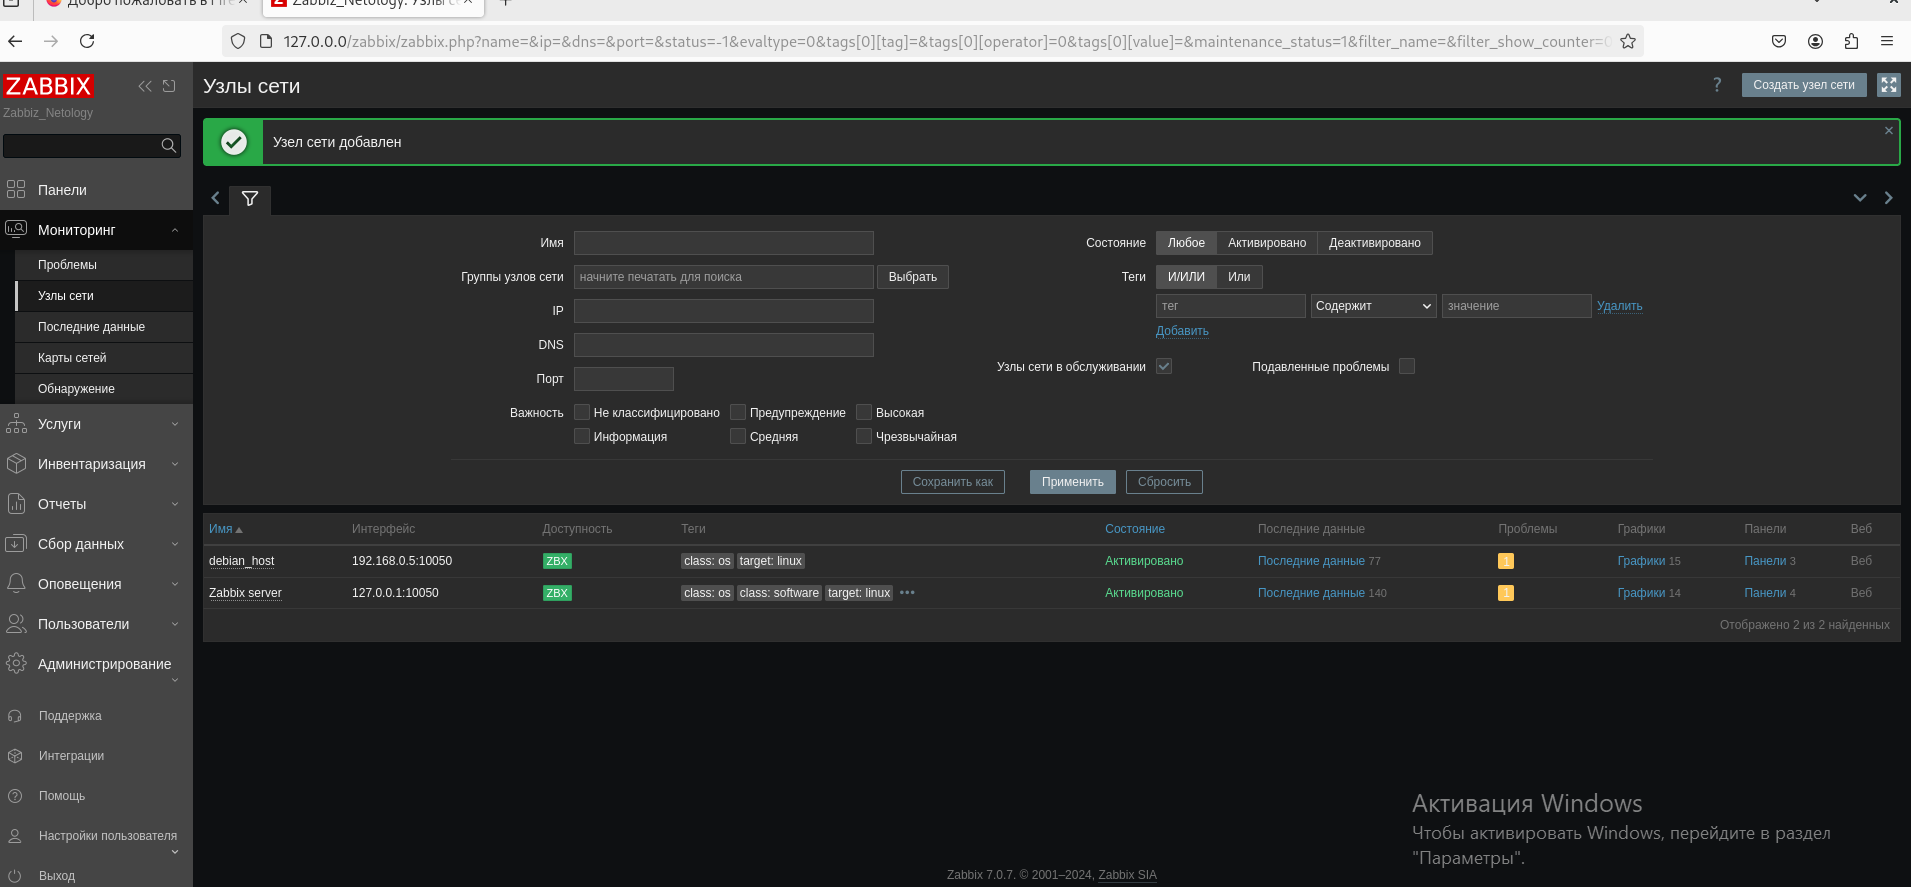 Добро пожаловать в Fire
Zabbiz_Netology: Узлы се
127.0.0.0/zabbix/zabbix.php?name=&ip=&dns=&port=&status=-1&evaltype=0&tags[0][tag]=&tags[0][operator]=0&tags[0][value]=&maintenance_status=1&filter_name=&filter_show_counter=0
ZABBIX
Zabbiz_Netology
Панели
Мониторинг
Проблемы
Узлы сети
Последние данные
Карты сетей
Обнаружение
Услуги
Инвентаризация
Отчеты
Сбор данных
Оповещения
Пользователи
Администрирование
Поддержка
Интеграции
Помощь
Настройки пользователя
Выход
Узлы сети
? Создать узел сети
Узел сети добавлен
Имя
Группы узлов сети начните печатать для поиска Выбрать
IP
DNS
Порт
Важность Не классифицировано Предупреждение Высокая
Информация Средняя Чрезвычайная
Состояние Любое Активировано Деактивировано
Теги И/ИЛИ Или
тег Содержит значение Удалить
Добавить
Узлы сети в обслуживании Подавленные проблемы
Сохранить как Применить Сбросить
Имя Интерфейс Доступность Теги Состояние Последние данные Проблемы Графики Панели Веб
debian_host 192.168.0.5:10050 ZBX class: os target: linux Активировано Последние данные 77 1 Графики 15 Панели 3 Веб
Zabbix server 127.0.0.1:10050 ZBX class: os class: software target: linux ••• Активировано Последние данные 140 1 Графики 14 Панели 4 Веб
Отображено 2 из 2 найденных
Активация Windows
Чтобы активировать Windows, перейдите в раздел
"Параметры".
Zabbix 7.0.7. © 2001–2024, Zabbix SIA